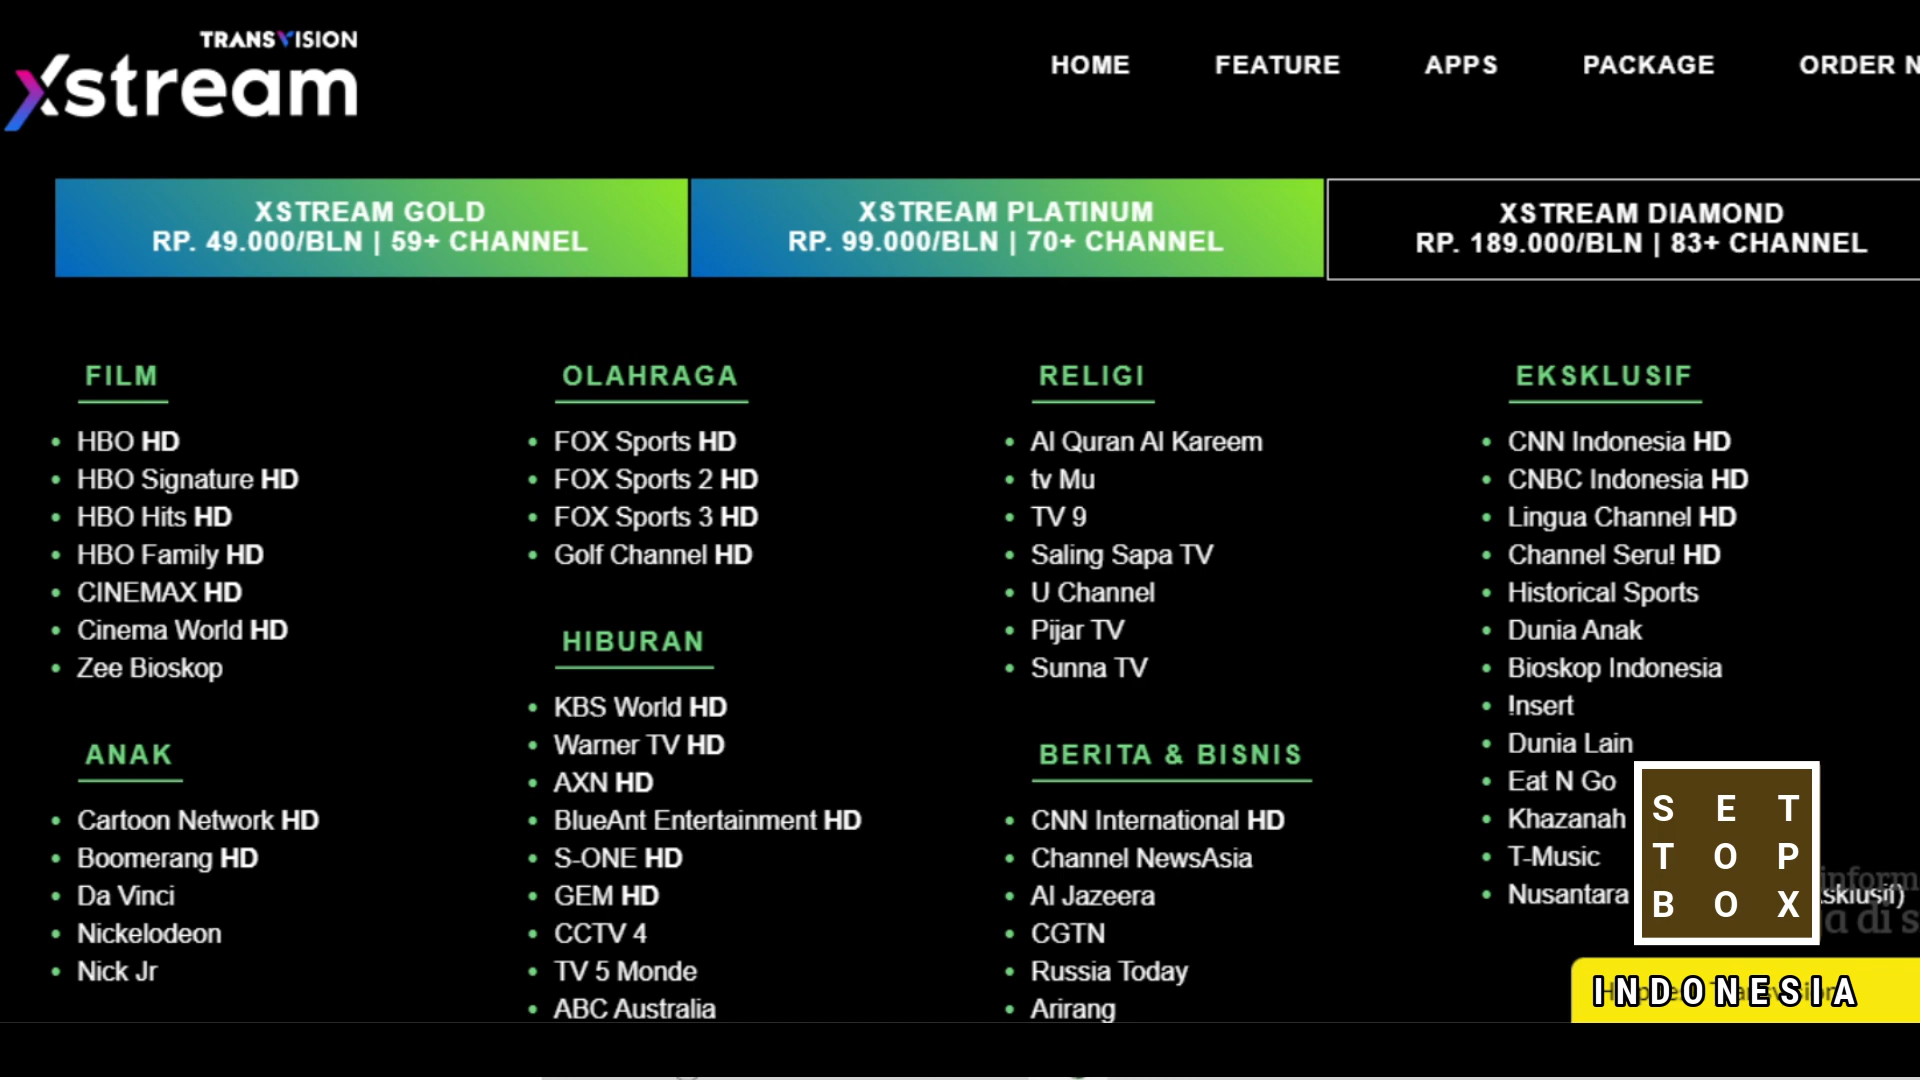 TRANSVISION
Xstream
HOME
FEATURE
APPS
PACKAGE
ORDER N
XSTREAM GOLD
RP. 49.000/BLN | 59+ CHANNEL
XSTREAM PLATINUM
RP. 99.000/BLN | 70+ CHANNEL
XSTREAM DIAMOND
RP. 189.000/BLN | 83+ CHANNEL
FILM
HBO HD
HBO Signature HD
HBO Hits HD
HBO Family HD
CINEMAX HD
Cinema World HD
Zee Bioskop
ANAK
Cartoon Network HD
Boomerang HD
Da Vinci
Nickelodeon
Nick Jr
OLAHRAGA
FOX Sports HD
FOX Sports 2 HD
FOX Sports 3 HD
Golf Channel HD
HIBURAN
KBS World HD
Warner TV HD
AXN HD
BlueAnt Entertainment HD
S-ONE HD
GEM HD
CCTV 4
TV 5 Monde
ABC Australia
RELIGI
Al Quran Al Kareem
tv Mu
TV 9
Saling Sapa TV
U Channel
Pijar TV
Sunna TV
BERITA & BISNIS
CNN International HD
Channel NewsAsia
Al Jazeera
CGTN
Russia Today
Arirang
EKSKLUSIF
CNN Indonesia HD
CNBC Indonesia HD
Lingua Channel HD
Channel Seru! HD
Historical Sports
Dunia Anak
Bioskop Indonesia
Insert
Dunia Lain
Eat N Go
Khazanah
T-Music
Nusantara
SET
TOP
BOX
INDONESIA